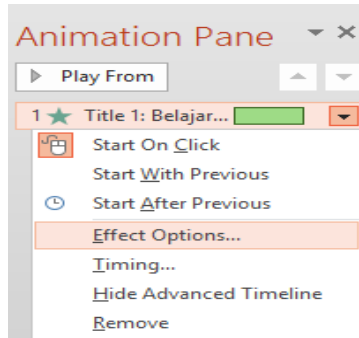 Animation Pane
Play From
1 Title 1: Belajar...
Start On Click
Start With Previous
Start After Previous
Effect Options...
Timing...
Hide Advanced Timeline
Remove